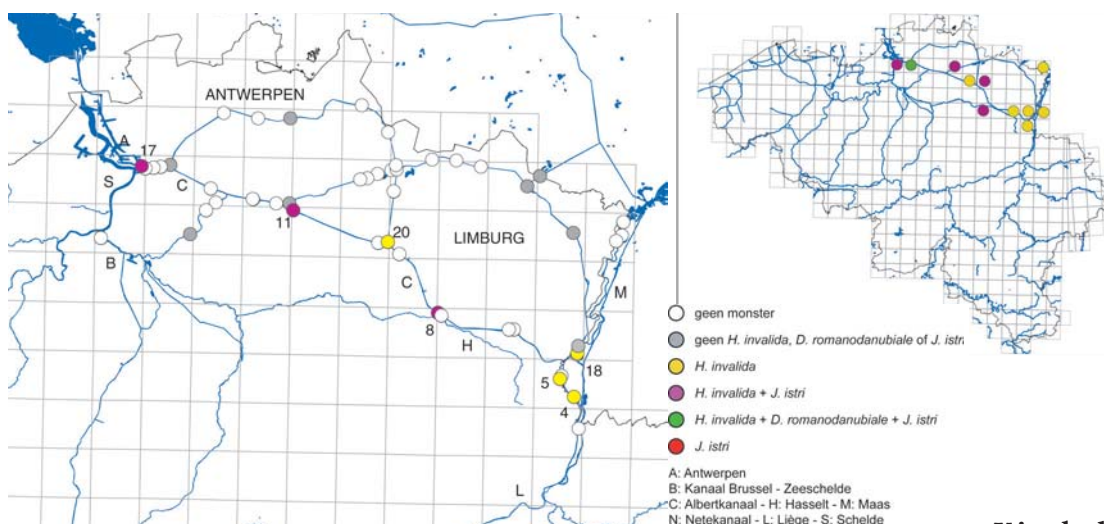 ANTWERPEN
A
17
S
C
11
20
LIMBURG
B
C
M
8
H
18
5
4
L
geen monster
geen H. invalida, D. romanodanubiale of J. istri
H. invalida
H. invalida + J. istri
H. invalida + D. romanodanubiale + J. istri
J. istri
A: Antwerpen
B: Kanaal Brussel - Zeeschelde
C: Albertkanaal - H: Hasselt - M: Maas
N: Netekanaal - L: Liège - S: Schelde